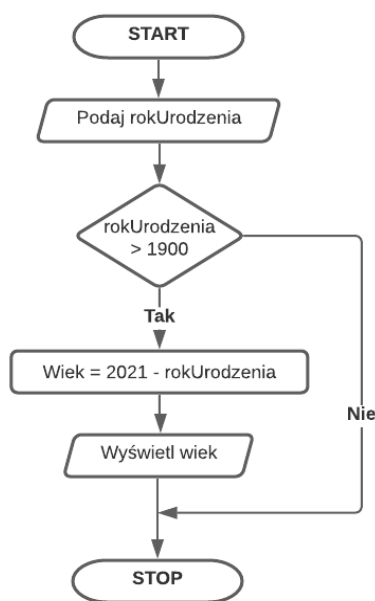 START
Podaj rokUrodzenia
rokUrodzenia
> 1900
Tak
Wiek = 2021 - rokUrodzenia
Nie
Wyświetl wiek
STOP